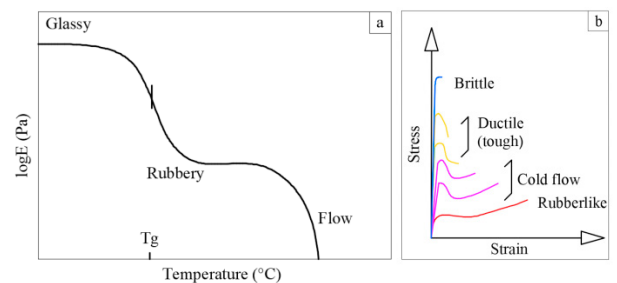 a
Glassy
logE (Pa)
Rubbery
Flow
Tg
Temperature (°C)
b
Brittle
Ductile
(tough)
Cold flow
Rubberlike
Stress
Strain